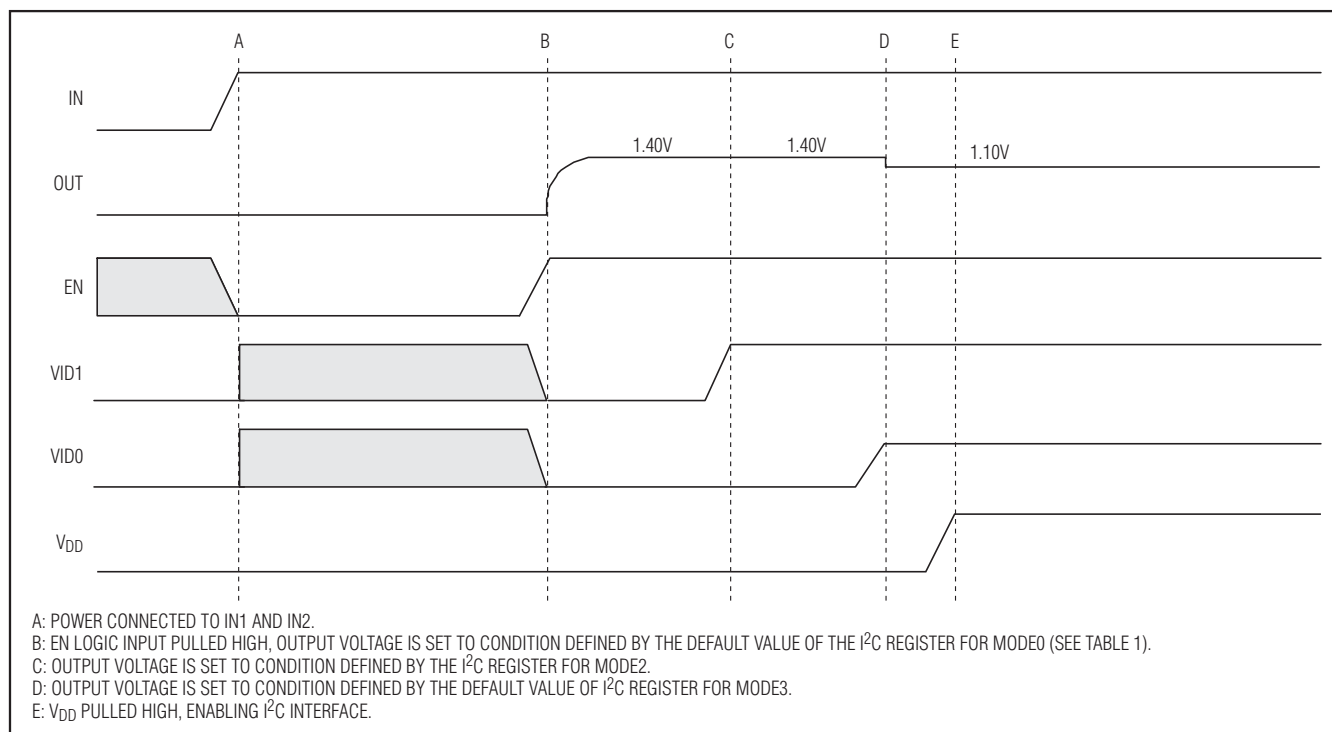 A B C D E
IN
1.40V 1.40V 1.10V
OUT
EN
VID1
VID0
VDD
A: POWER CONNECTED TO IN1 AND IN2.
B: EN LOGIC INPUT PULLED HIGH, OUTPUT VOLTAGE IS SET TO CONDITION DEFINED BY THE DEFAULT VALUE OF THE I2C REGISTER FOR MODE0 (SEE TABLE 1).
C: OUTPUT VOLTAGE IS SET TO CONDITION DEFINED BY THE I2C REGISTER FOR MODE2.
D: OUTPUT VOLTAGE IS SET TO CONDITION DEFINED BY THE DEFAULT VALUE OF I2C REGISTER FOR MODE3.
E: VDD PULLED HIGH, ENABLING I2C INTERFACE.